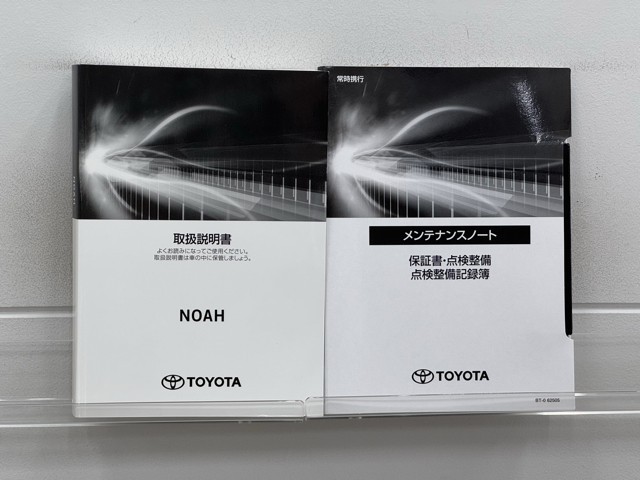 取扱説明書
よくお読みになってご使用ください。
取扱説明書は車の中に保管しましょう。
NOAH
TOYOTA
常時携行
メンテナンスノート
保証書・点検整備
点検整備記録簿
TOYOTA